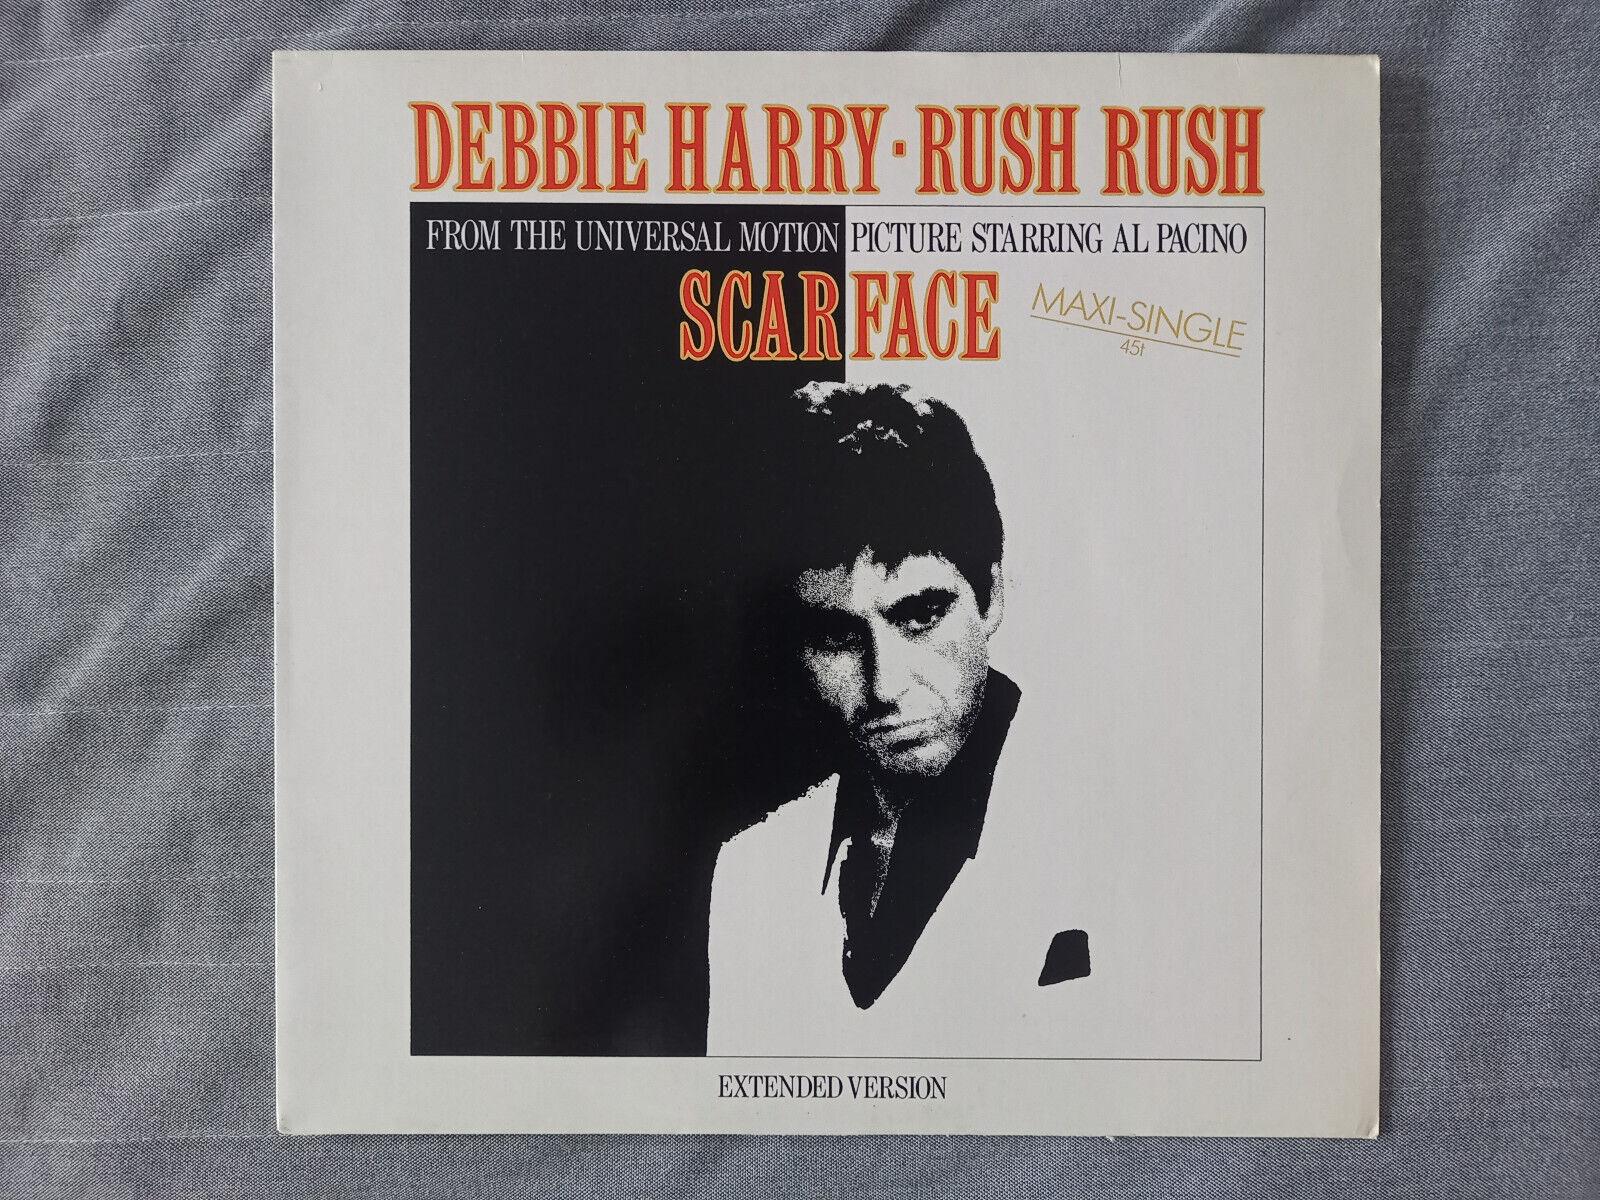 DEBBIE HARRY · RUSH RUSH
FROM THE UNIVERSAL MOTION PICTURE STARRING AL PACINO
SCARFACE
MAXI-SINGLE
45t
EXTENDED VERSION